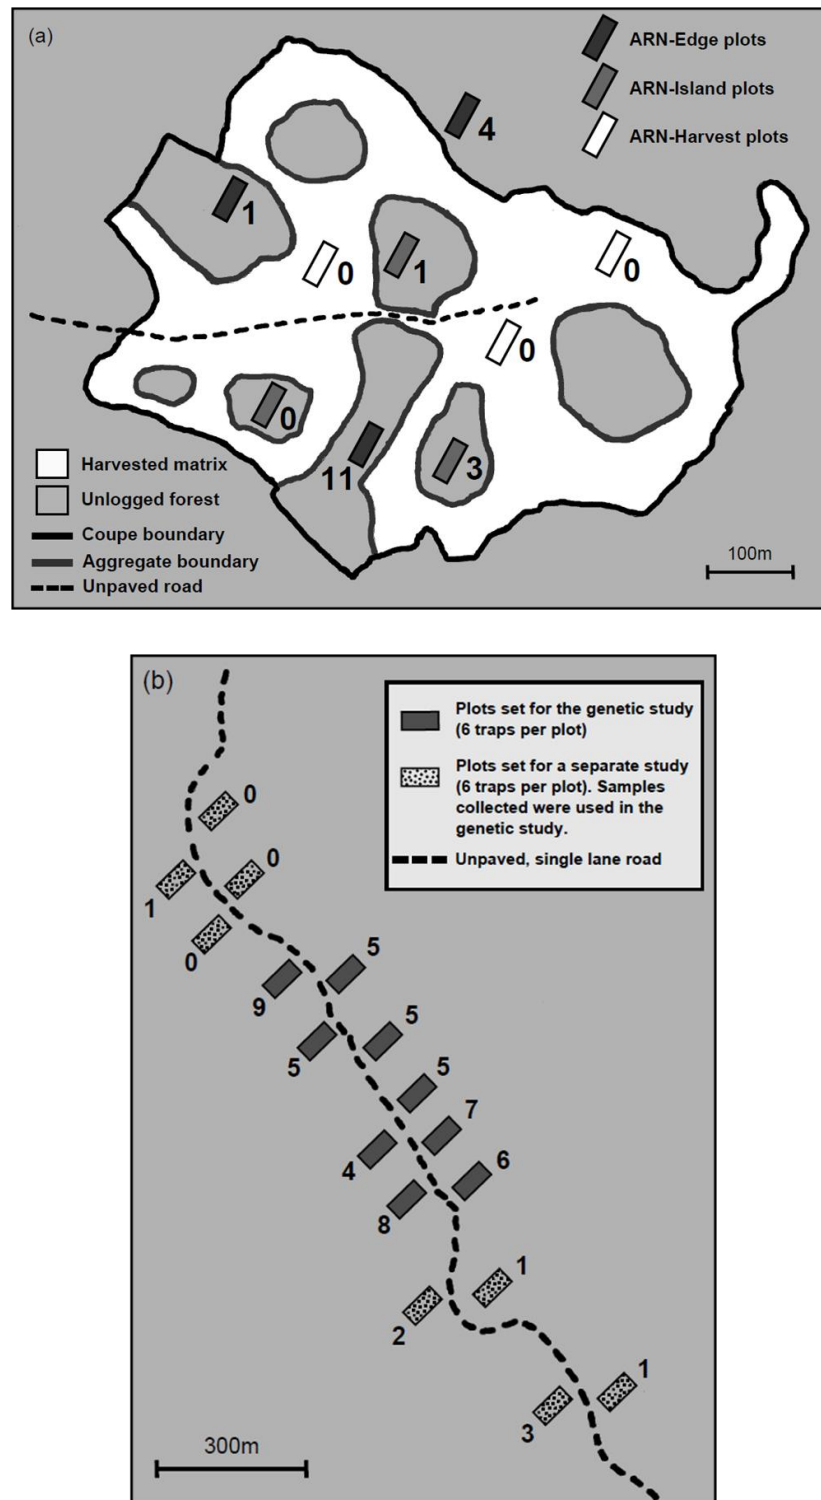 (a)
ARN-Edge plots
ARN-Island plots
ARN-Harvest plots
4
1
0
1
0
0
0
11
3
Harvested matrix
Unlogged forest
Coupe boundary
Aggregate boundary
Unpaved road
100m
(b)
Plots set for the genetic study
(6 traps per plot)
Plots set for a separate study
(6 traps per plot). Samples
collected were used in the
genetic study.
Unpaved, single lane road
0
0
1
0
5
9
5
5
5
7
4
6
8
1
2
1
3
300m